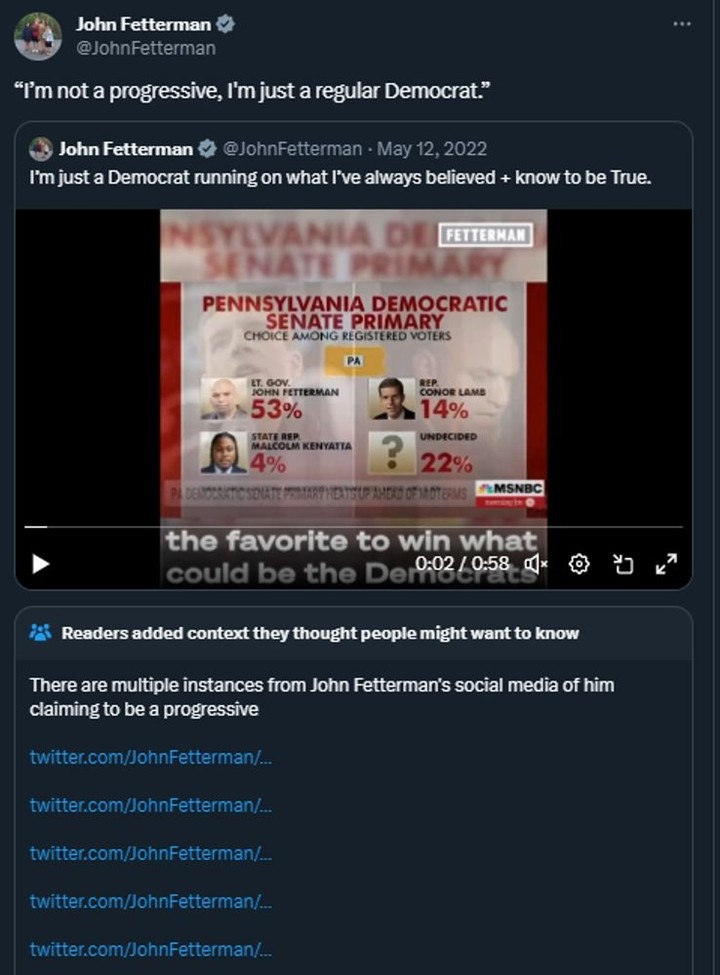 John Fetterman
@JohnFetterman
“I’m not a progressive, I'm just a regular Democrat.”
John Fetterman @JohnFetterman · May 12, 2022
I’m just a Democrat running on what I’ve always believed + know to be True.
FETTERMAN
SENATE PRIMARY
PENNSYLVANIA DEMOCRATIC
SENATE PRIMARY
CHOICE AMONG REGISTERED VOTERS
PA
LT. GOV.
JOHN FETTERMAN
53%
REP.
CONOR LAMB
14%
STATE REP.
MALCOLM KENYATTA
4%
?
UNDECIDED
22%
PA DEMOCRATIC SENATE PRIMARY HEATS UP AHEAD OF MIDTERMS
MSNBC
the favorite to win what
0:02 / 0:58
could be the Democrats'
Readers added context they thought people might want to know
There are multiple instances from John Fetterman's social media of him
claiming to be a progressive
twitter.com/JohnFetterman/...
twitter.com/JohnFetterman/...
twitter.com/JohnFetterman/...
twitter.com/JohnFetterman/...
twitter.com/JohnFetterman/...